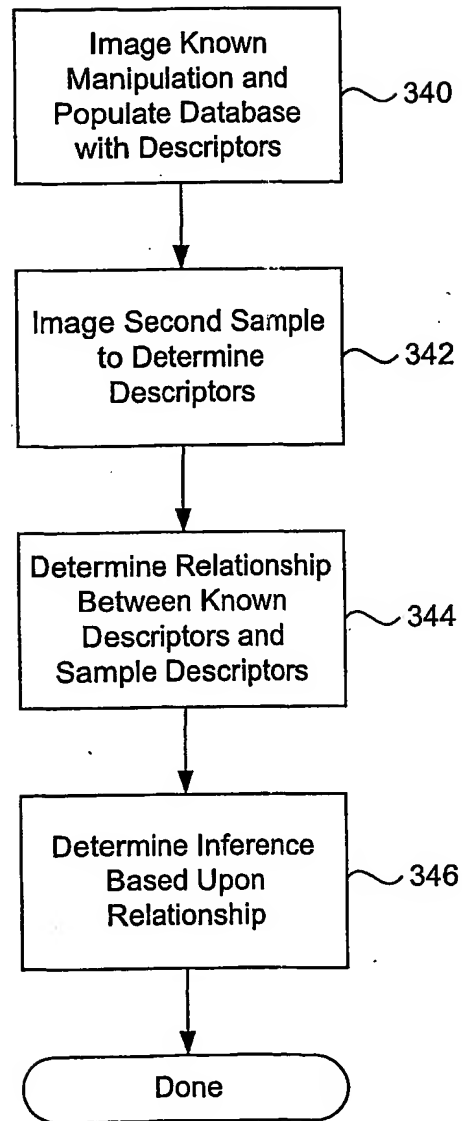 Image Known
Manipulation and
Populate Database
with Descriptors
340
Image Second Sample
to Determine
Descriptors
342
Determine Relationship
Between Known
Descriptors and
Sample Descriptors
344
Determine Inference
Based Upon
Relationship
346
Done